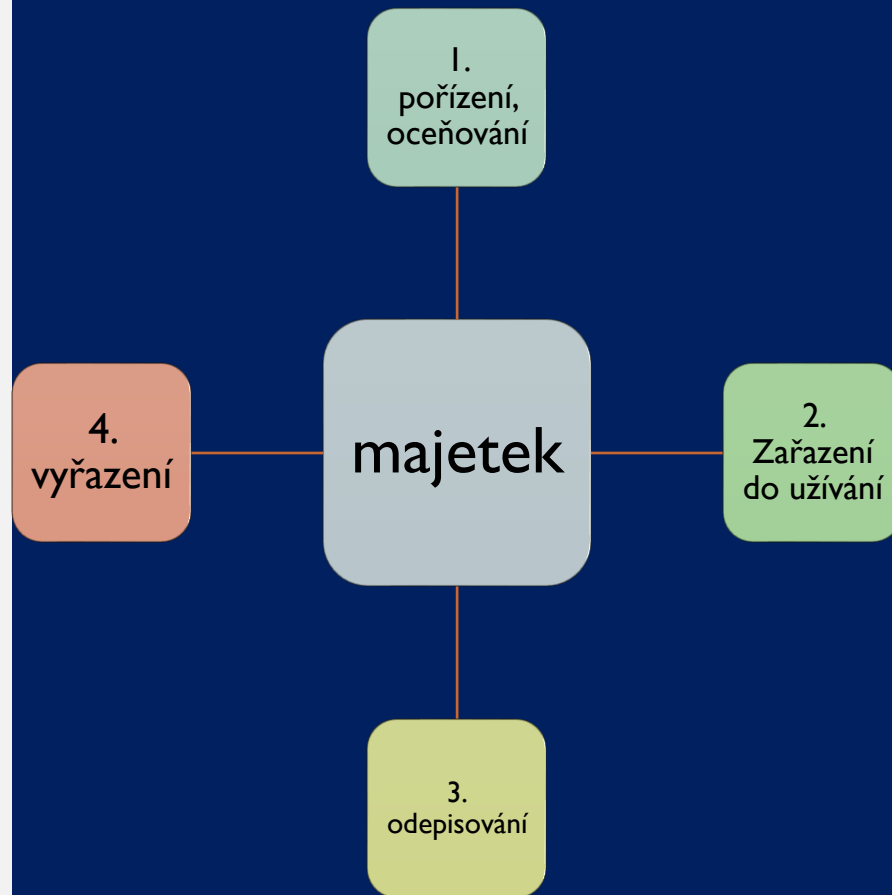 1.
pořízení,
oceňování
4.
vyřazení
majetek
2.
Zařazení
do užívání
3.
odepisování